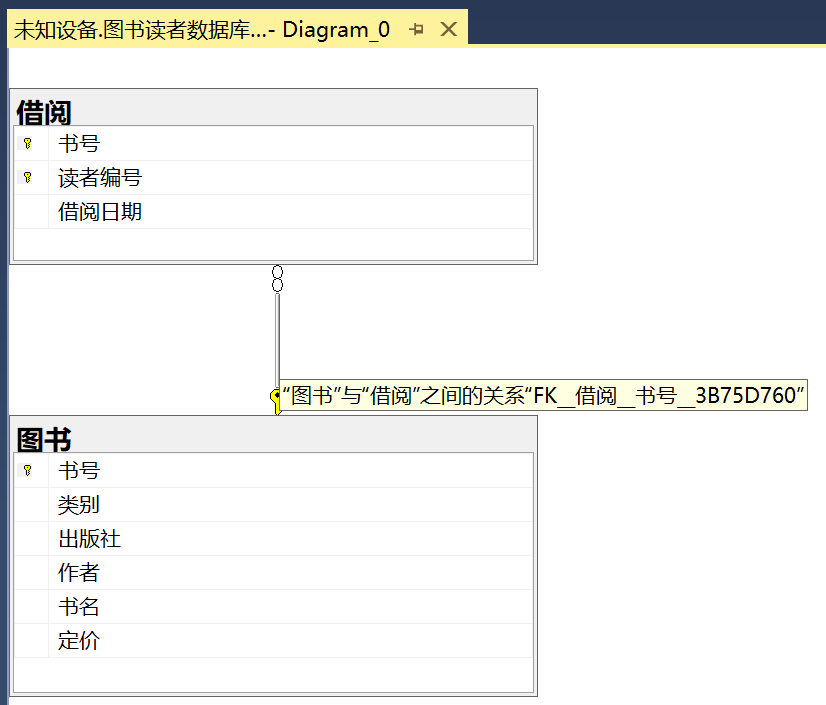 未知设备.图书读者数据库...- Diagram_0
借阅
书号
读者编号
借阅日期
“图书”与“借阅”之间的关系“FK__借阅__书号__3B75D760”
图书
书号
类别
出版社
作者
书名
定价